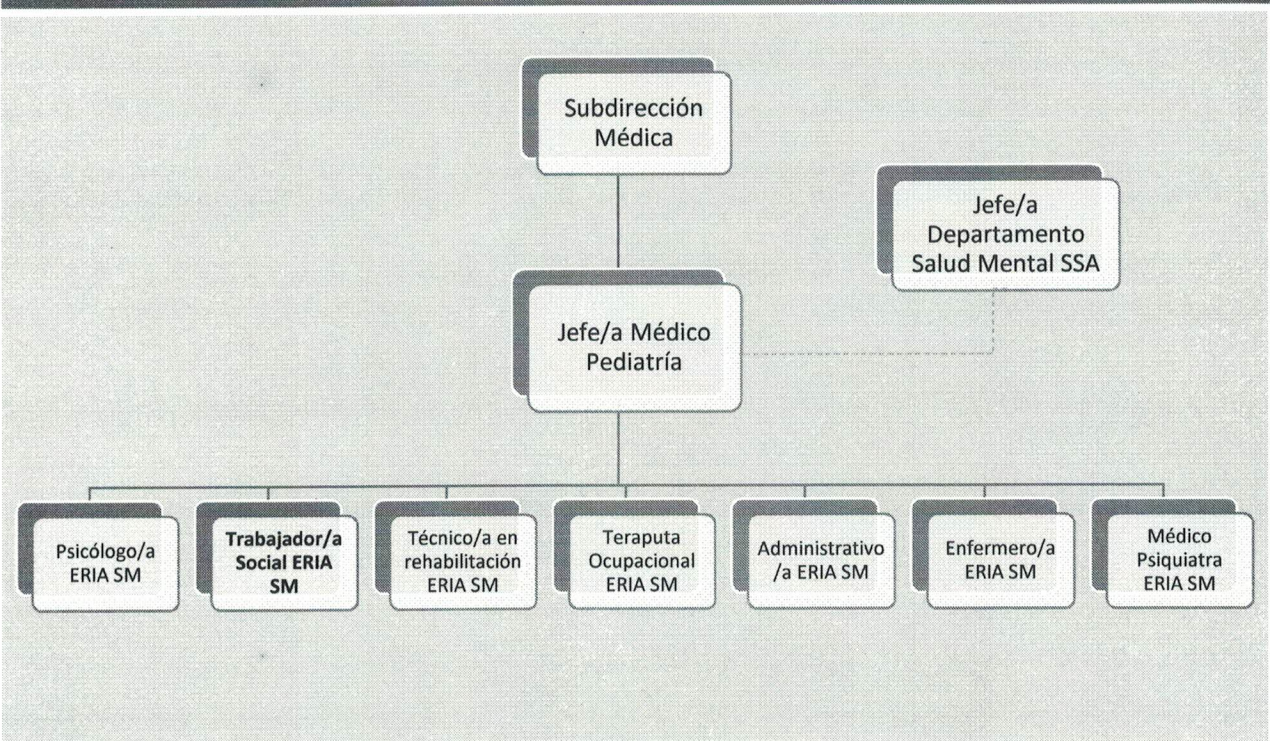 Subdirección
Médica
Jefe/a
Departamento
Salud Mental SSA
Jefe/a Médico
Pediatría
Psicólogo/a
ERIA SM
Trabajador/a
Social ERIA
SM
Técnico/a en
rehabilitación
ERIA SM
Teraputa
Ocupacional
ERIA SM
Administrativo
/a ERIA SM
Enfermero/a
ERIA SM
Médico
Psiquiatra
ERIA SM